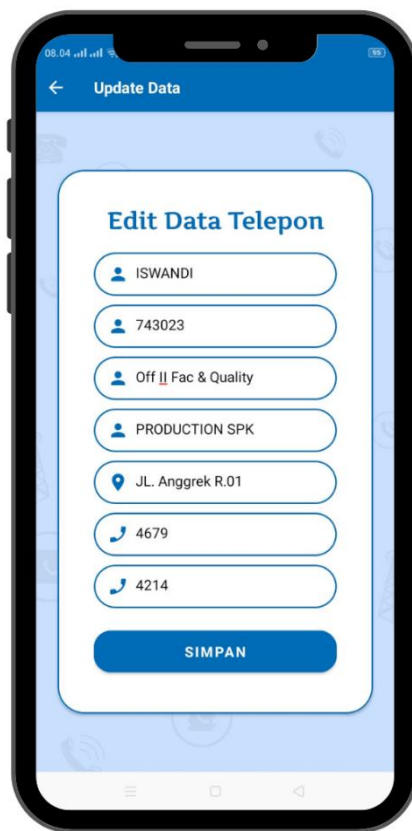 08.04
95
Update Data
Edit Data Telepon
ISWANDI
743023
Off II Fac & Quality
PRODUCTION SPK
JL. Anggrek R.01
4679
4214
SIMPAN